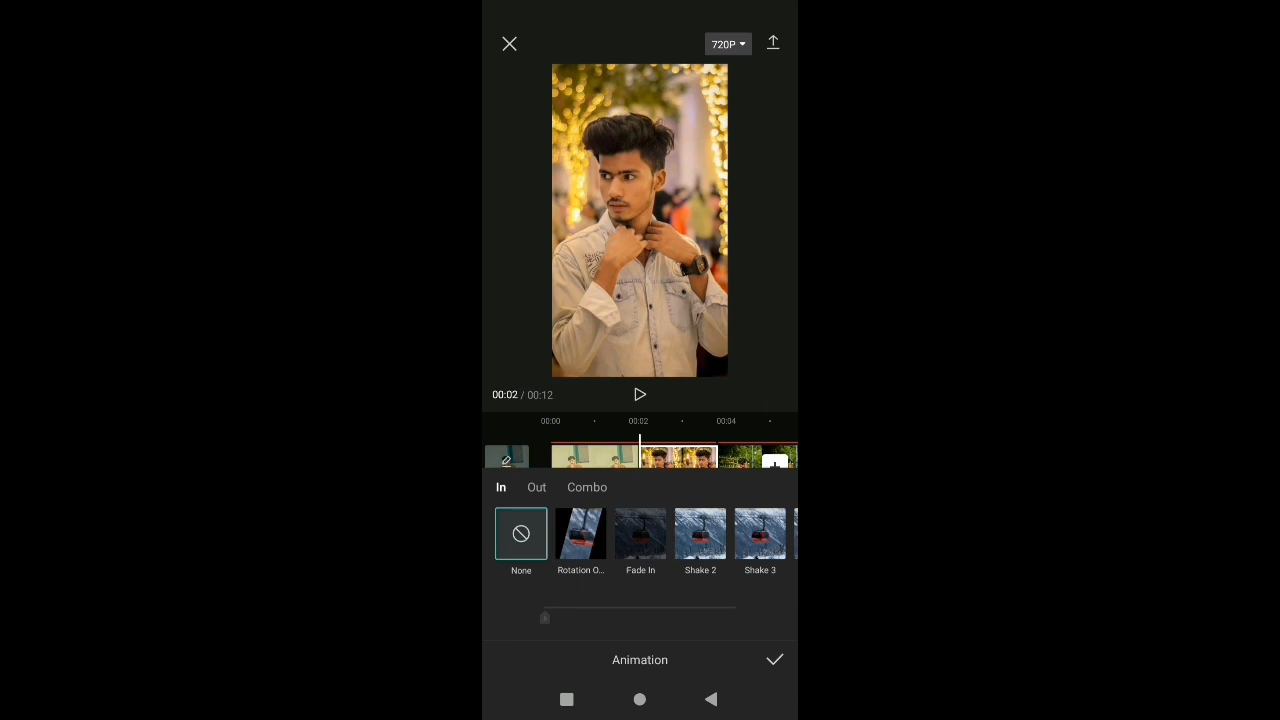 720P
00:02 / 00:12
00:00 00:02 00:04
In Out Combo
None Rotation O... Fade In Shake 2 Shake 3
Animation